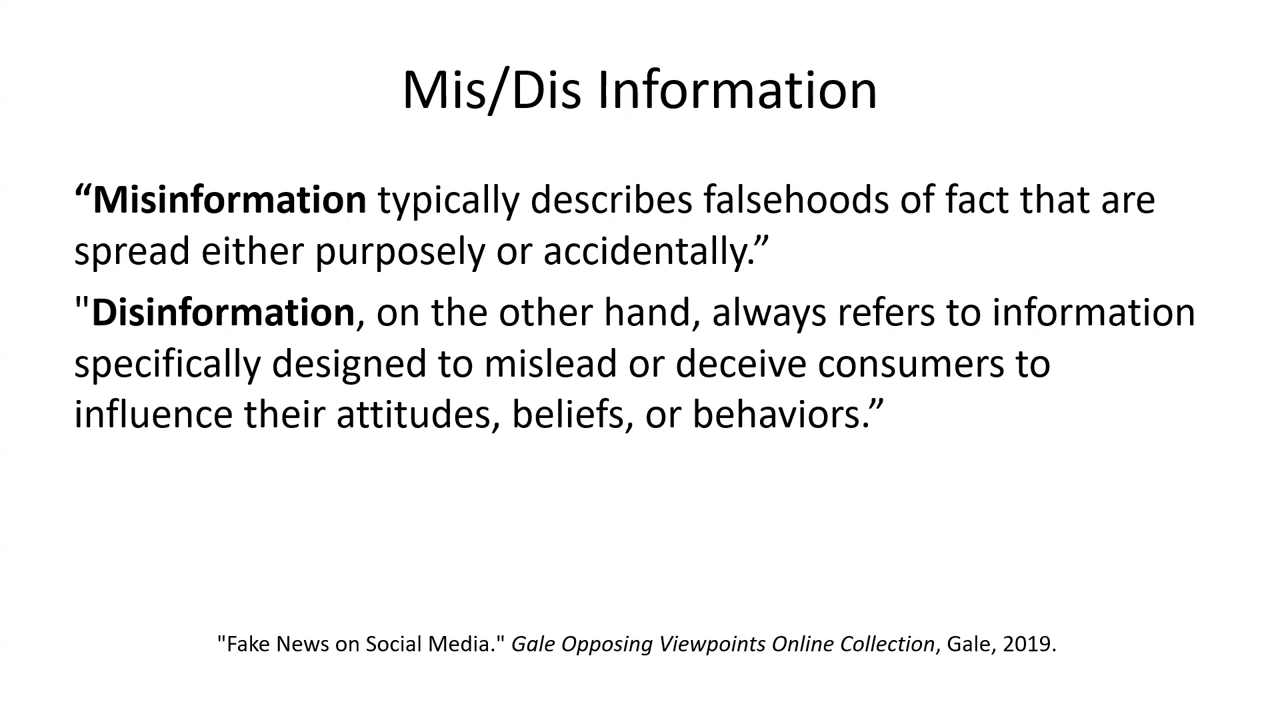 Mis/Dis Information
“Misinformation typically describes falsehoods of fact that are
spread either purposely or accidentally.”
"Disinformation, on the other hand, always refers to information
specifically designed to mislead or deceive consumers to
influence their attitudes, beliefs, or behaviors.”
"Fake News on Social Media." Gale Opposing Viewpoints Online Collection, Gale, 2019.